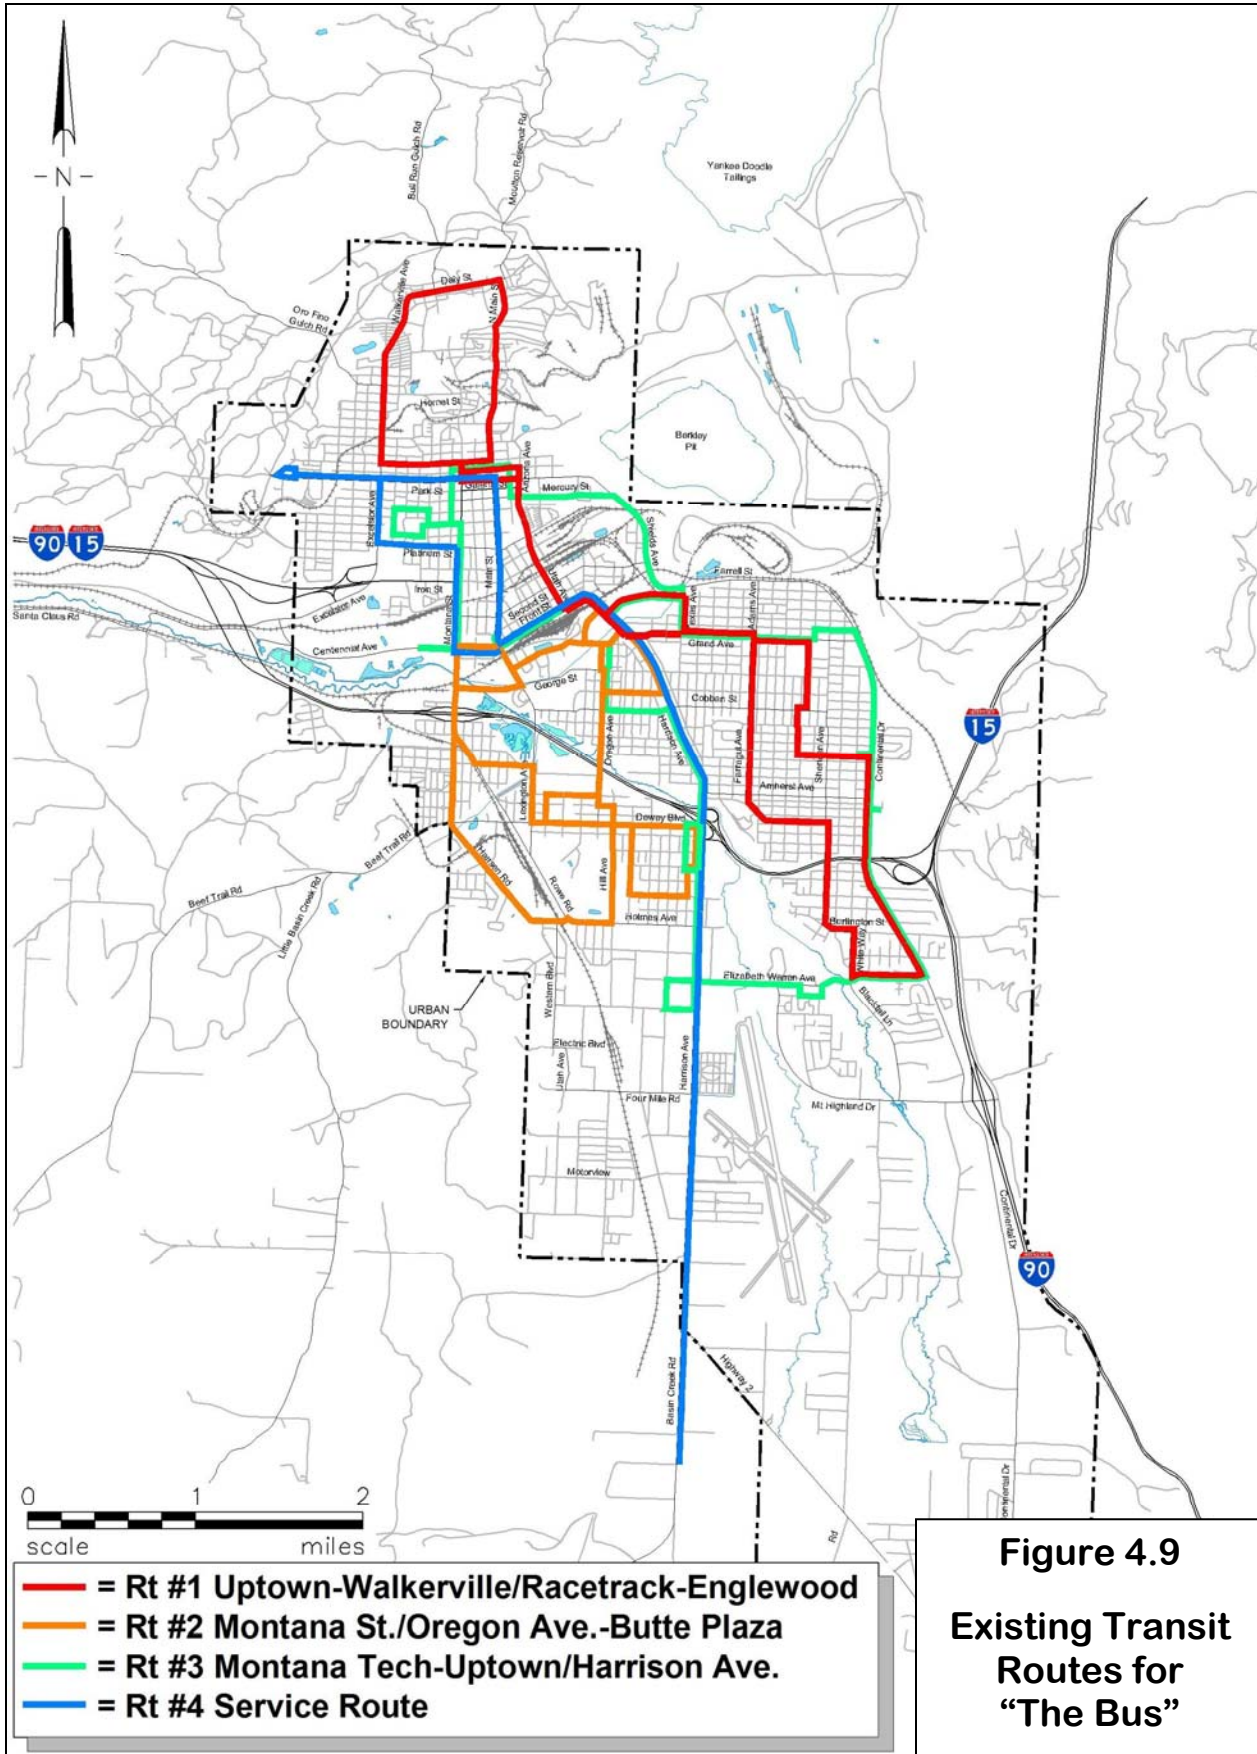 Bull Run Gulch Rd
Moulton Reservoir Rd
Yankee Doodle
Tailings
- N -
Walkerville Ave
Daly St
N Main St
Oro Fino
Gulch Rd
Hornet St
Berkley
Pit
Arizona Ave
Park St
Mercury St
Excelsior Ave
Shields Ave
90
15
Platinum St
Main St
Farrell St
Iron St
Excelsior Ave
Utah Ave
Second St
Front St
Texas Ave
Adams Ave
Santa Claus Rd
Montana St
Centennial Ave
Grand Ave
George St
Cobban St
15
Oregon Ave
Harrison Ave
Farragut Ave
Sheridan Ave
Continental Dr
Lexington Ave
Amherst Ave
Dewey Blvd
Beef Trail Rd
Hansen Rd
Hill Ave
Beef Trail Rd
Rowe Rd
Little Basin Creek Rd
Holmes Ave
Burlington St
White Way
Elizabeth Warren Ave
Western Blvd
Blacktail Ln
URBAN
BOUNDARY
Electric Blvd
Utah Ave
Harrison Ave
Four Mile Rd
Mt Highland Dr
Motorview
Continental Dr
90
Highway 2
Basin Creek Rd
Continental Dr
Rd
0 1 2
scale miles
= Rt #1 Uptown-Walkerville/Racetrack-Englewood
= Rt #2 Montana St./Oregon Ave.-Butte Plaza
= Rt #3 Montana Tech-Uptown/Harrison Ave.
= Rt #4 Service Route
Figure 4.9
Existing Transit
Routes for
“The Bus”